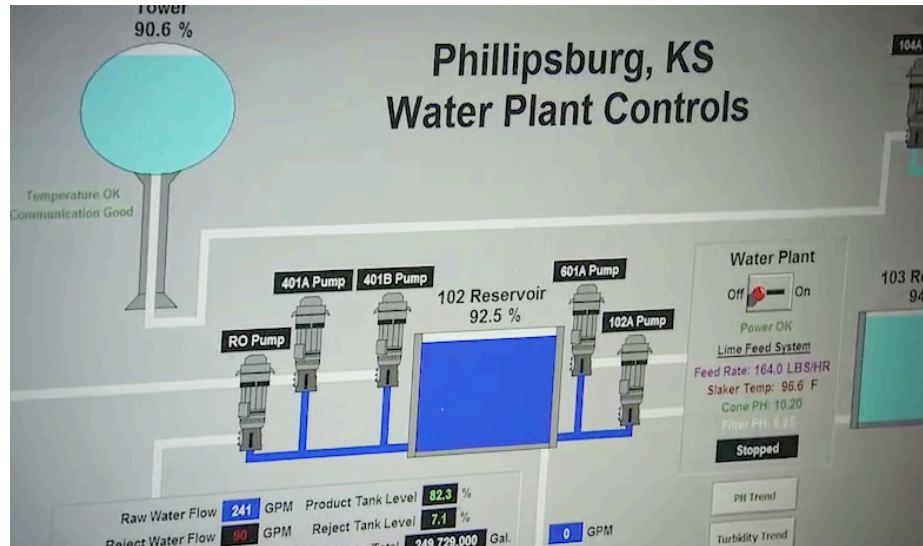 Tower
90.6 %
Phillipsburg, KS
Water Plant Controls
104A
Temperature OK
Communication Good
401A Pump
401B Pump
RO Pump
102 Reservoir
92.5 %
601A Pump
102A Pump
Water Plant
Off
On
Power OK
Lime Feed System
Feed Rate: 164.0 LBS/HR
Slaker Temp: 96.6 F
Cone PH: 10.20
Filter PH:
Stopped
103
Raw Water Flow 241 GPM
Product Tank Level 82.3 %
Reject Water Flow 90 GPM
Reject Tank Level 7.1 %
Total 249,729,000 Gal.
0 GPM
PH Trend
Turbidity Trend